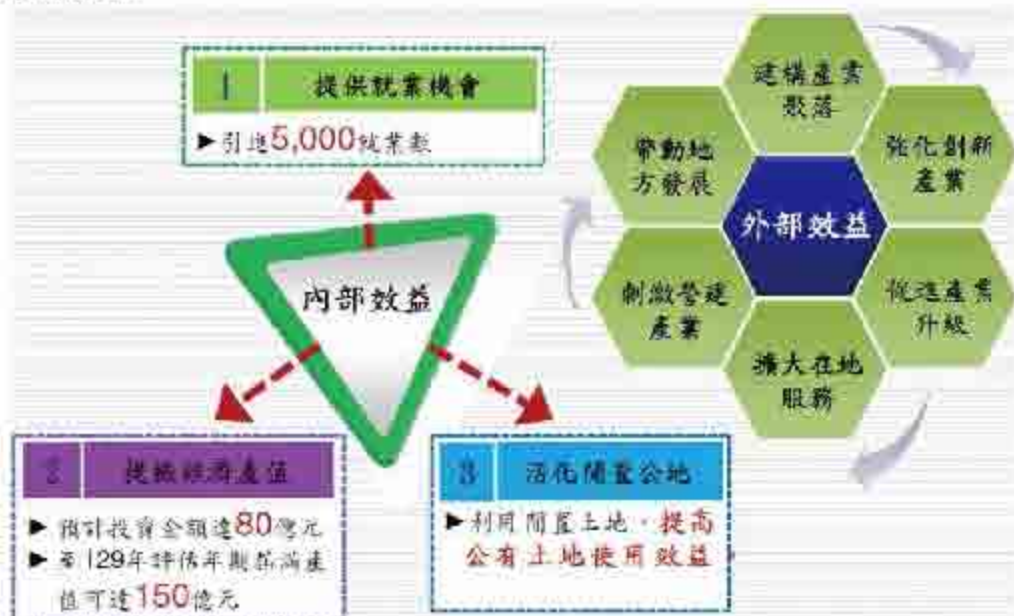 1 提供就業機會
►引進5,000就業數
內部效益
2 提振經濟產值
► 預計投資金額達80億元
► 至129年評估年期屆滿產
值可達150億元
3 活化閒置公地
►利用閒置土地，提高
公有土地使用效益
建構產業
聚落
強化創新
產業
促進產業
升級
擴大在地
服務
刺激營建
產業
帶動地
方發展
外部效益